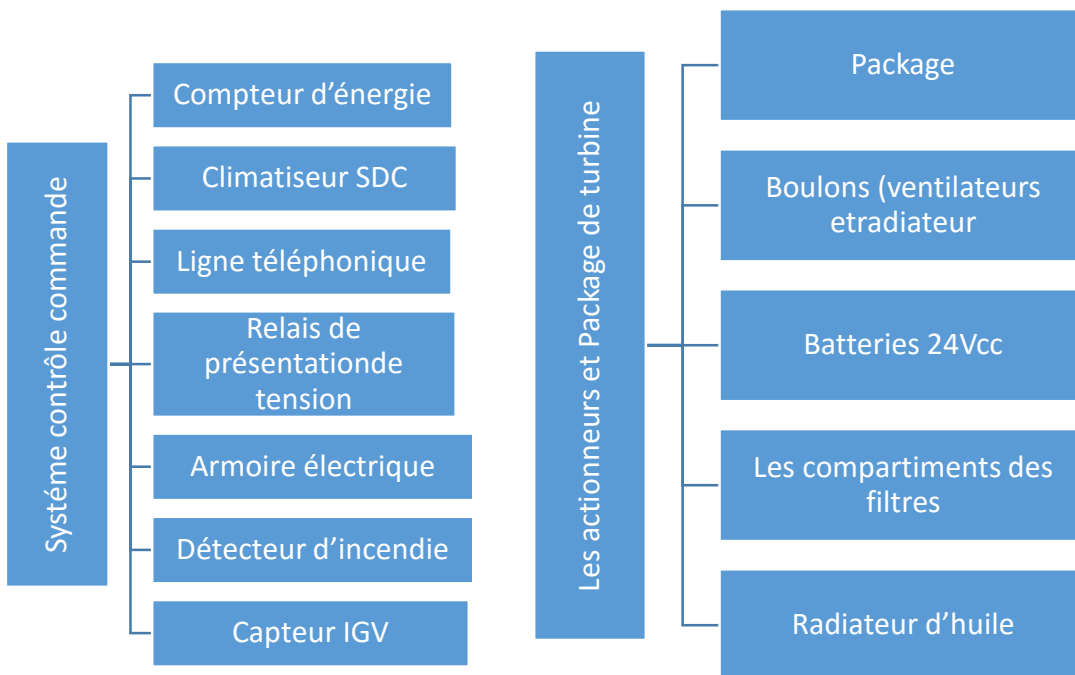 Systéme contrôle commande
Compteur d’énergie
Climatiseur SDC
Ligne téléphonique
Relais de
présentationde
tension
Armoire électrique
Détecteur d’incendie
Capteur IGV
Les actionneurs et Package de turbine
Package
Boulons (ventilateurs
etradiateur
Batteries 24Vcc
Les compartiments des
filtres
Radiateur d’huile